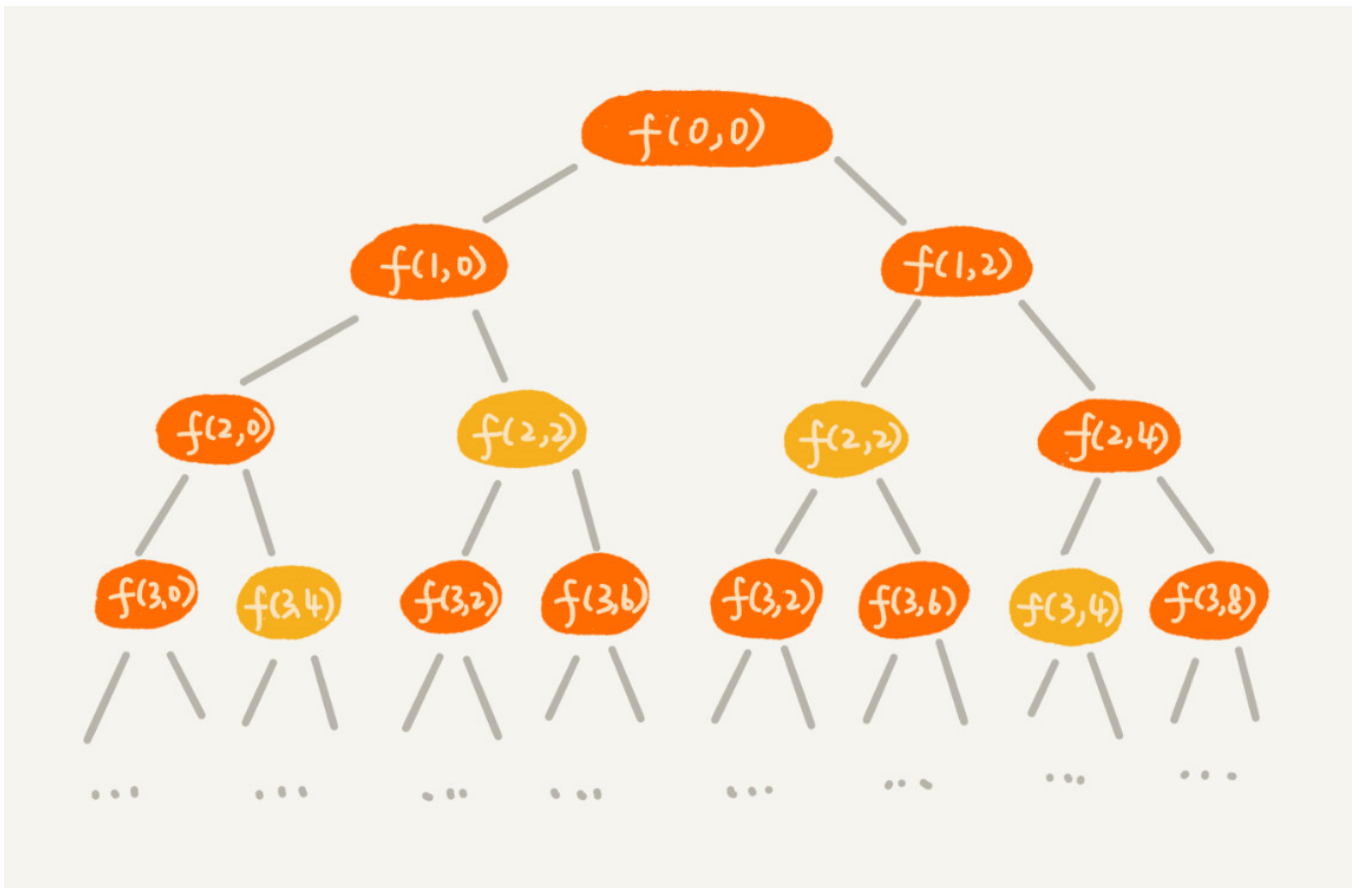 f(0,0)
f(1,0) f(1,2)
f(2,0) f(2,2) f(2,2) f(2,4)
f(3,0) f(3,4) f(3,2) f(3,6) f(3,2) f(3,6) f(3,4) f(3,8)
... ... ... ... ... ... ... ...